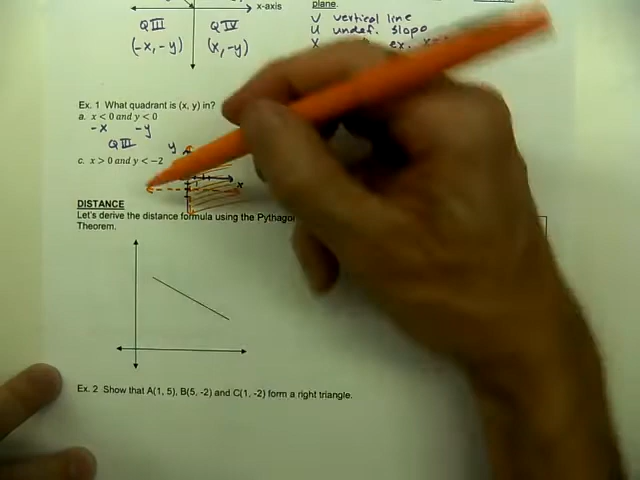 x-axis
QIII QIV
(-x, -y) (x, -y)
V vertical line
U undef. slope
X ex. x=
plane.
Ex. 1 What quadrant is (x, y) in?
a. x < 0 and y < 0
-x -y
QIII
c. x > 0 and y < -2
y
x
DISTANCE
Let's derive the distance formula using the
Theorem.
Ex. 2 Show that A(1, 5), B(5, -2) and C(1, -2) form a right triangle.